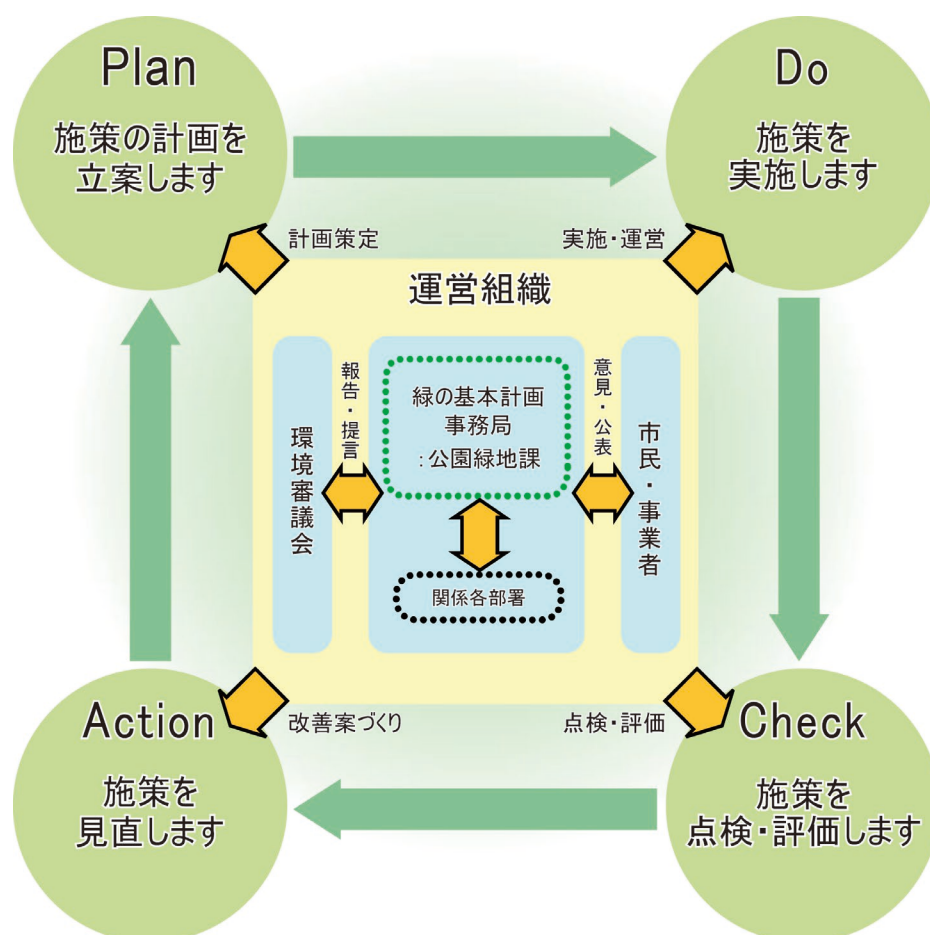 Plan
施策の計画を
立案します
Do
施策を
実施します
計画策定
実施・運営
運営組織
環境審議会
報告・提言
緑の基本計画
事務局
:公園緑地課
関係各部署
意見・公表
市民・事業者
改善案づくり
点検・評価
Action
施策を
見直します
Check
施策を
点検・評価します